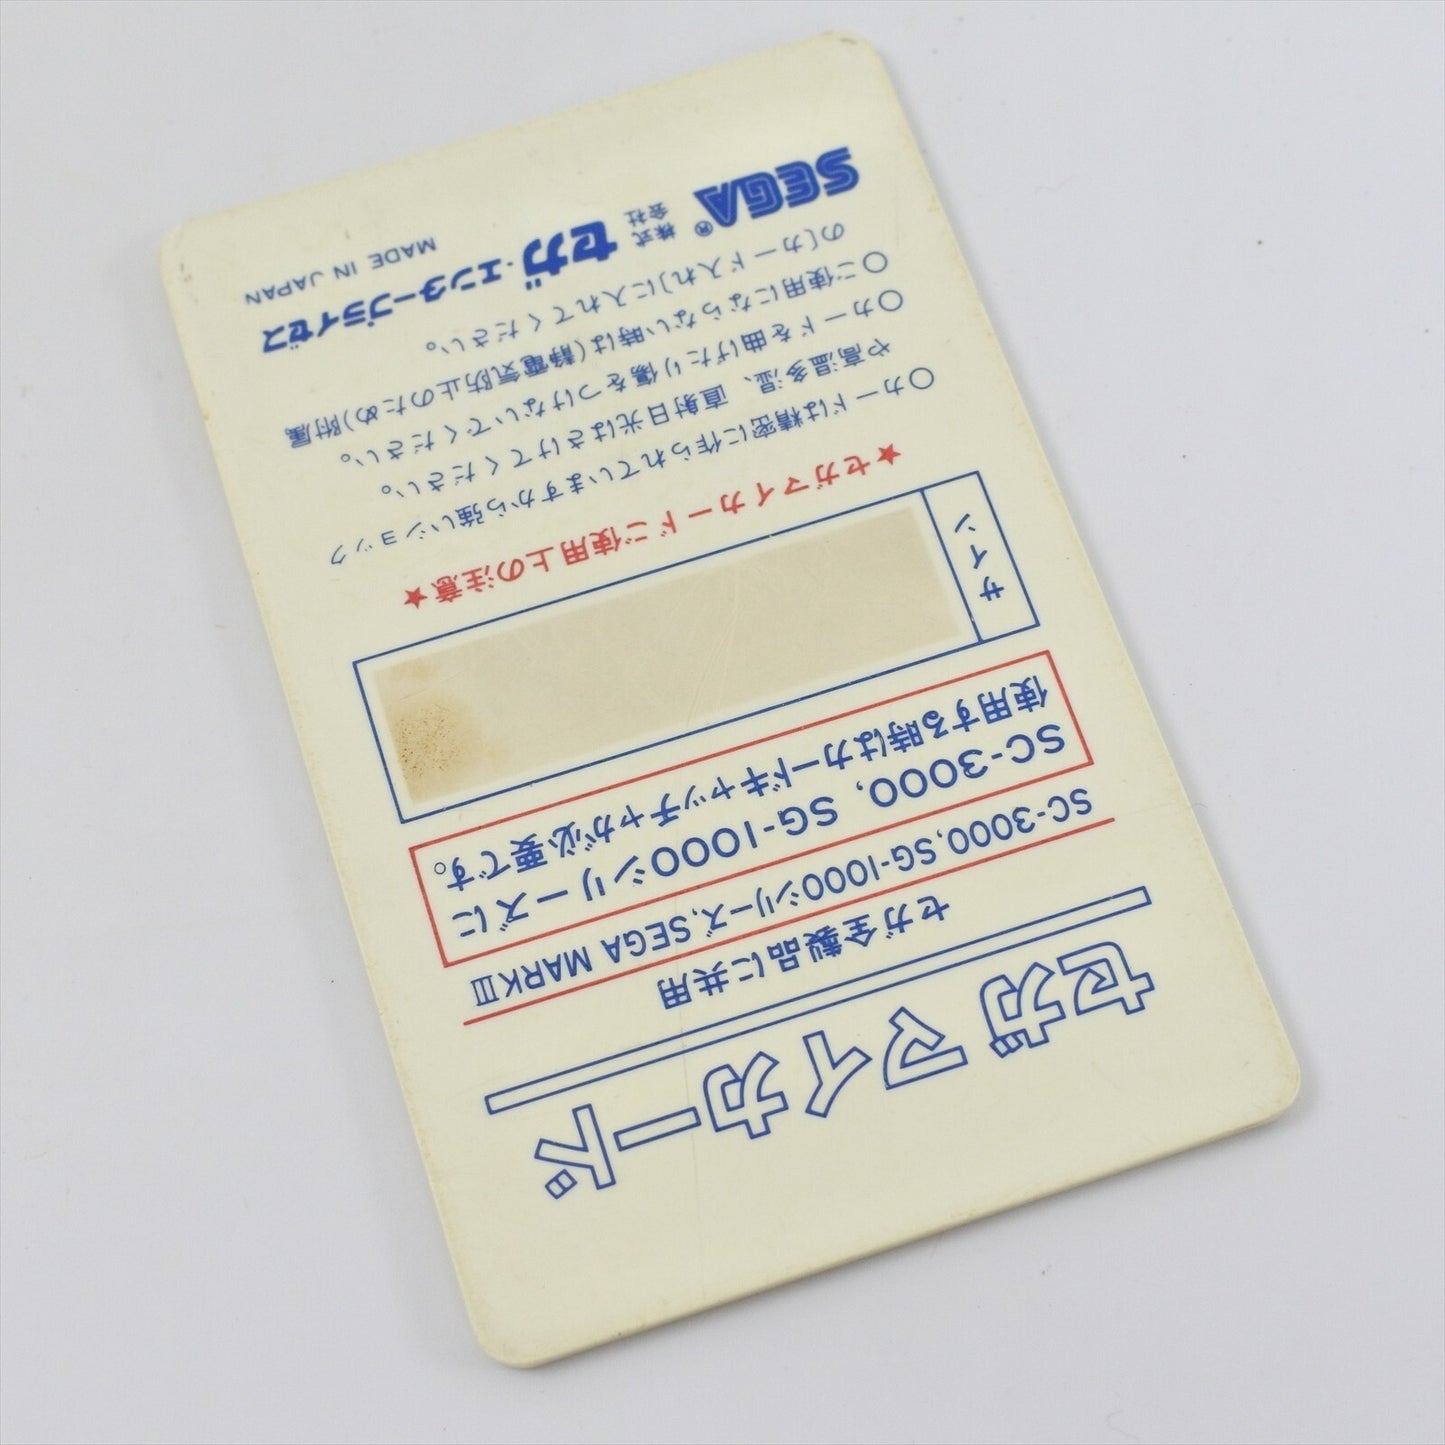 セガ マイカード
セガ全製品に共用
SC-3000,SG-1000シリーズ,SEGA MARKⅢ
SC-3000, SG-1000シリーズに
使用する時はカードキャッチャが必要です。
サイン
★セガマイカードご使用上の注意★
○カードは精密に作られていますから強いショック
や高温多湿、直射日光はさけてください。
○カードを曲げたり傷をつけないでください。
○ご使用にならない時は(静電気防止のため)附属
の〔カード入れ〕に入れてください。
SEGA® 株式会社 セガ・エンタープライゼス
MADE IN JAPAN